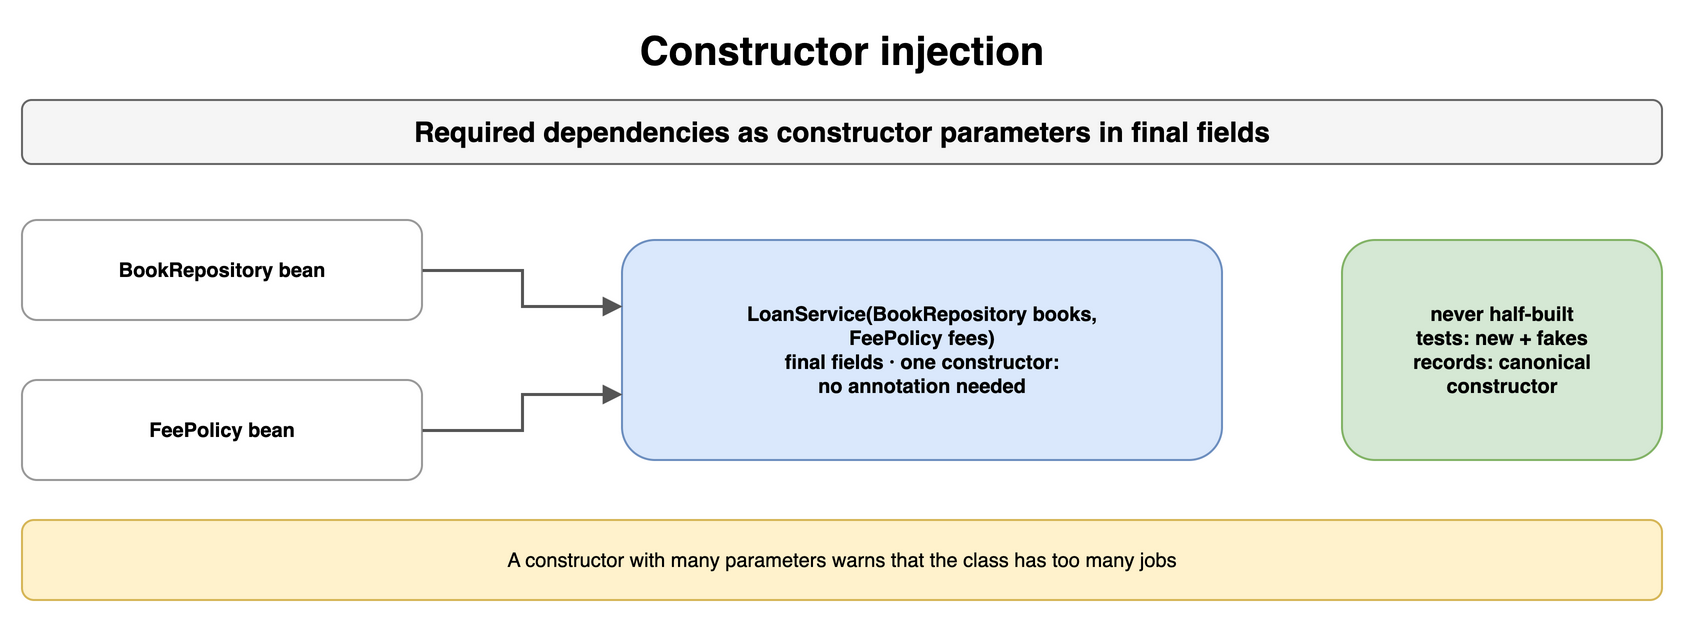 Constructor injection
Required dependencies as constructor parameters in final fields
BookRepository bean
FeePolicy bean
LoanService(BookRepository books,
FeePolicy fees)
final fields · one constructor:
no annotation needed
never half-built
tests: new + fakes
records: canonical
constructor
A constructor with many parameters warns that the class has too many jobs